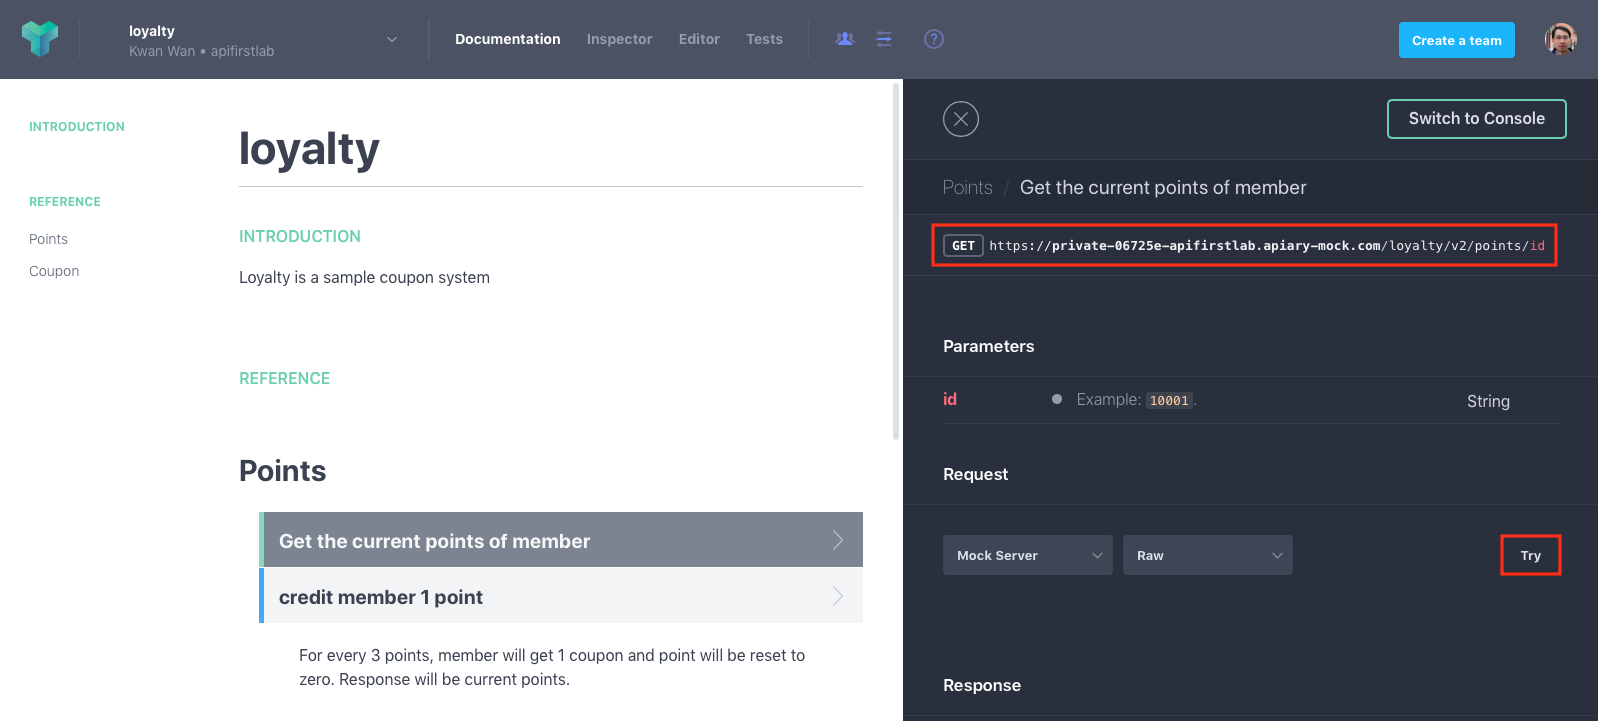 loyalty
Kwan Wan • apifirstlab
Documentation
Inspector
Editor
Tests
?
Create a team
INTRODUCTION
REFERENCE
Points
Coupon
loyalty
INTRODUCTION
Loyalty is a sample coupon system
REFERENCE
Points
Get the current points of member
credit member 1 point
For every 3 points, member will get 1 coupon and point will be reset to
zero. Response will be current points.
Switch to Console
Points / Get the current points of member
GET https://private-06725e-apifirstlab.apiary-mock.com/loyalty/v2/points/id
Parameters
id Example: 10001. String
Request
Mock Server Raw Try
Response